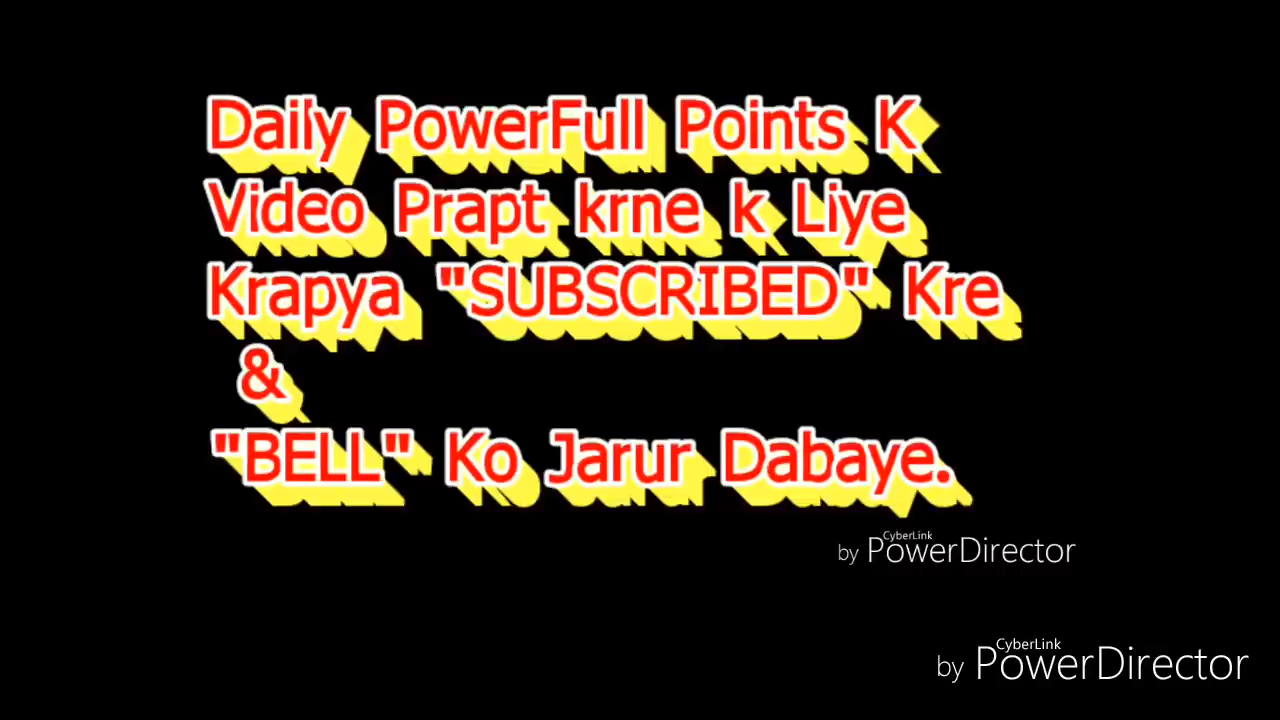 Daily PowerFull Points K
Video Prapt krne k Liye
Krapya "SUBSCRIBED" Kre
&
"BELL" Ko Jarur Dabaye.
CyberLink
by PowerDirector
CyberLink
by PowerDirector